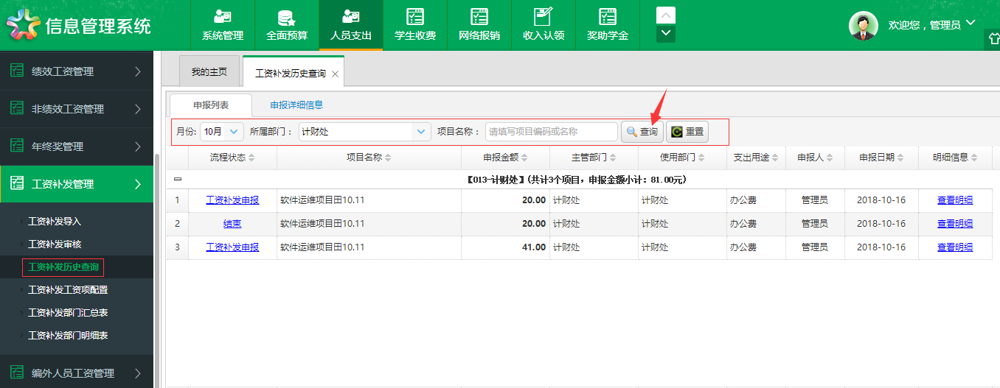 信息管理系统
系统管理 全面预算 人员支出 学生收费 网络报销 收入认领 奖助学金
欢迎您，管理员
绩效工资管理
非绩效工资管理
年终奖管理
工资补发管理
工资补发导入
工资补发审核
工资补发历史查询
工资补发工资项配置
工资补发部门汇总表
工资补发部门明细表
编外人员工资管理
我的主页 工资补发历史查询
申报列表 申报详细信息
月份: 10月 所属部门： 计财处 项目名称： 请填写项目编码或名称 查询 重置
流程状态 项目名称 申报金额 主管部门 使用部门 支出用途 申报人 申报日期 明细信息
【013-计财处】(共计3个项目，申报金额小计：81.00元)
1 工资补发申报 软件运维项目田10.11 20.00 计财处 计财处 办公费 管理员 2018-10-16 查看明细
2 结束 软件运维项目田10.11 20.00 计财处 计财处 办公费 管理员 2018-10-16 查看明细
3 工资补发申报 软件运维项目田10.11 41.00 计财处 计财处 办公费 管理员 2018-10-16 查看明细